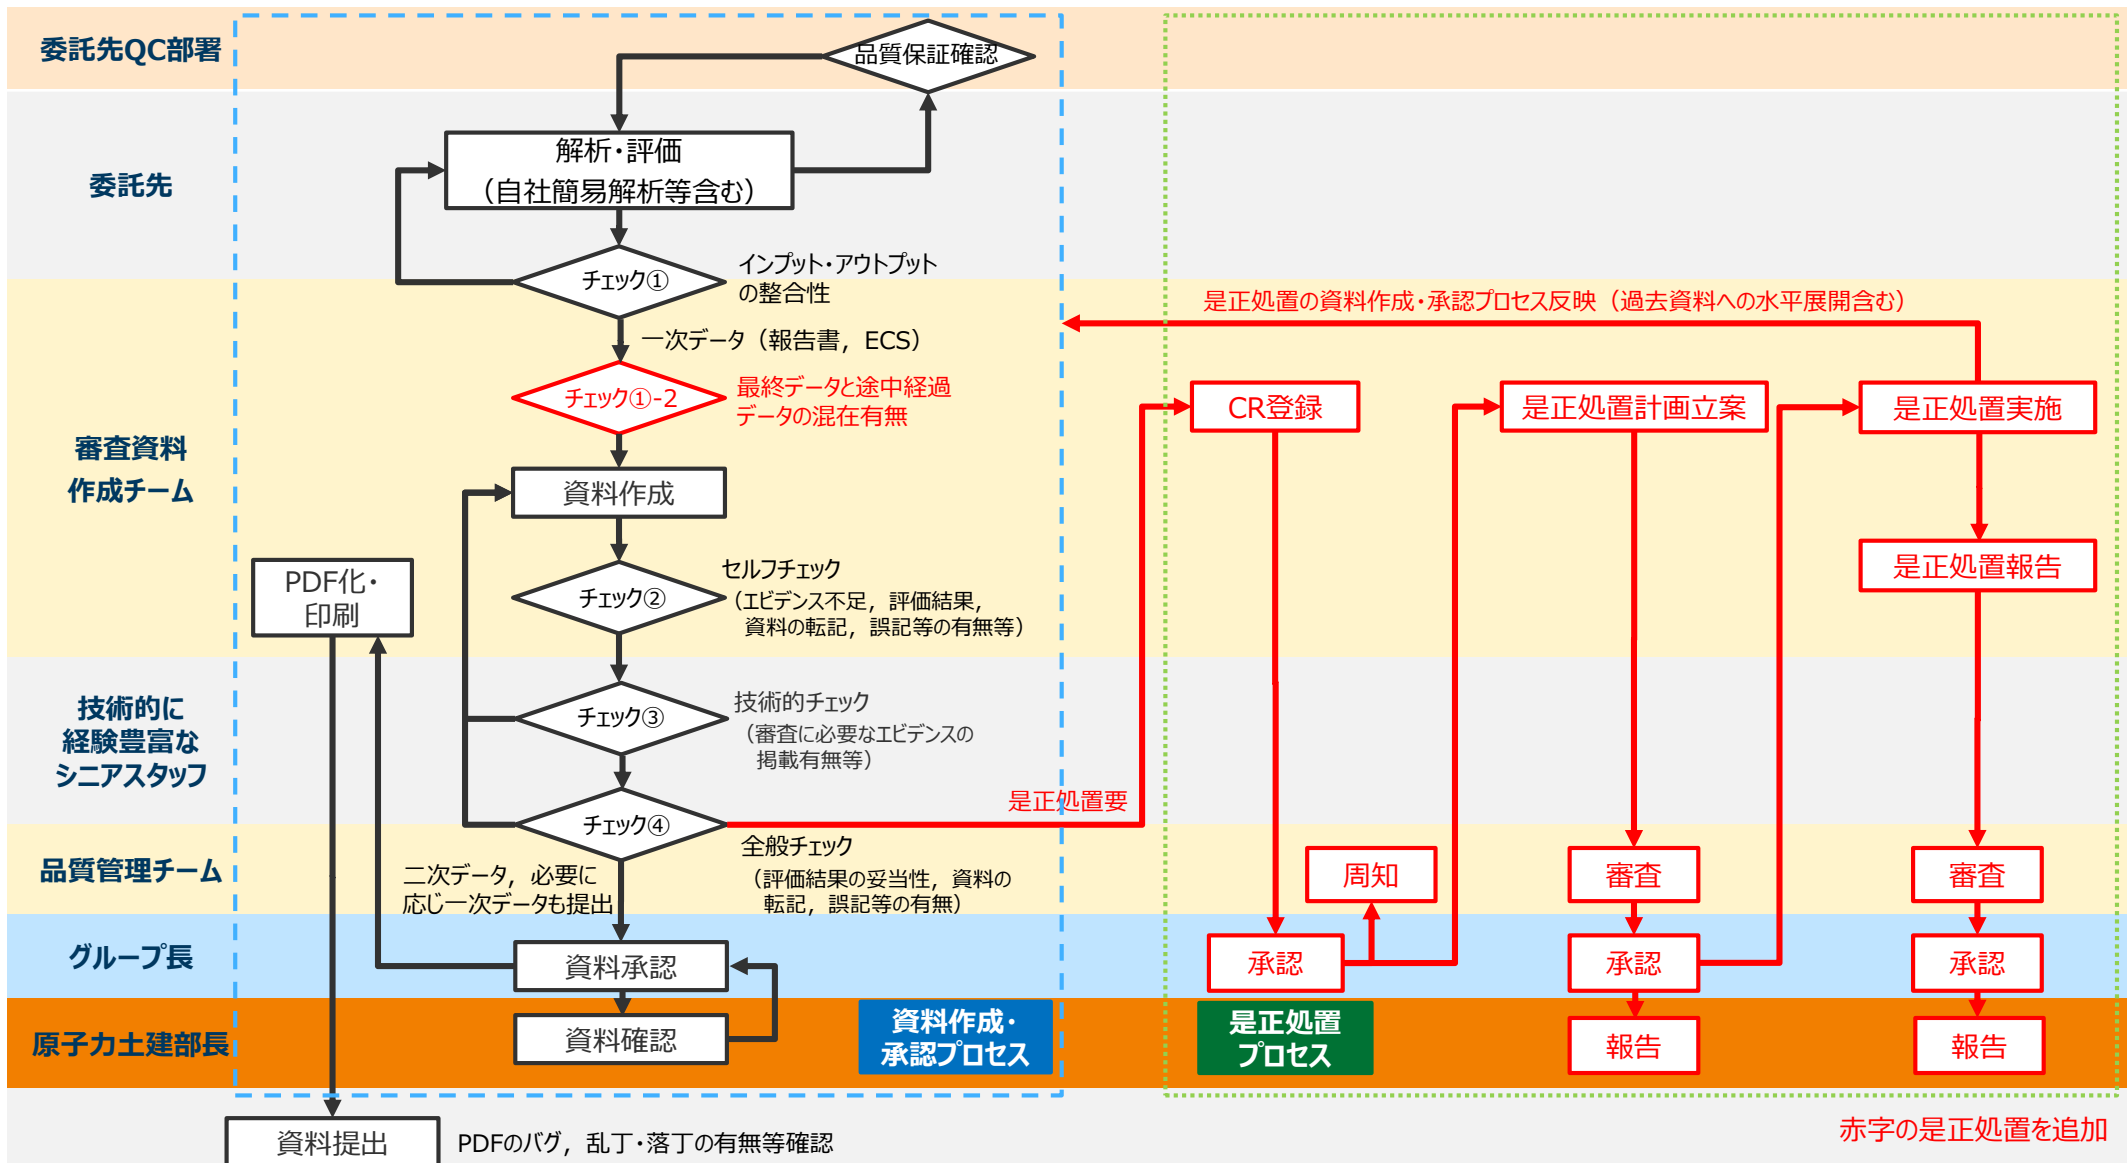 委託先QC部署
品質保証確認
委託先
解析・評価
（自社簡易解析等含む）
チェック①
インプット・アウトプット
の整合性
一次データ（報告書，ECS）
審査資料
作成チーム
チェック①-2
最終データと途中経過
データの混在有無
資料作成
PDF化・
印刷
チェック②
セルフチェック
（エビデンス不足，評価結果，
資料の転記，誤記等の有無等）
技術的に
経験豊富な
シニアスタッフ
チェック③
技術的チェック
（審査に必要なエビデンスの
掲載有無等）
チェック④
是正処置要
品質管理チーム
全般チェック
（評価結果の妥当性，資料の
転記，誤記等の有無）
二次データ，必要に
応じ一次データも提出
グループ長
資料承認
原子力土建部長
資料確認
資料作成・
承認プロセス
資料提出
PDFのバグ，乱丁・落丁の有無等確認
是正処置の資料作成・承認プロセス反映（過去資料への水平展開含む）
CR登録
是正処置計画立案
是正処置実施
是正処置報告
周知
審査
審査
承認
承認
承認
是正処置
プロセス
報告
報告
赤字の是正処置を追加